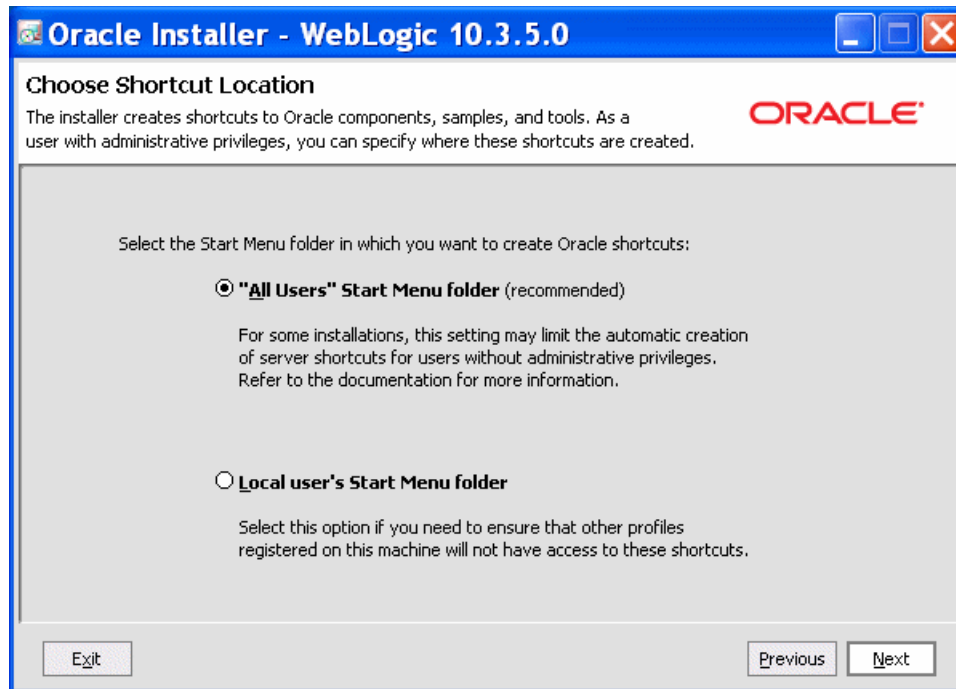 Oracle Installer - WebLogic 10.3.5.0
Choose Shortcut Location
The installer creates shortcuts to Oracle components, samples, and tools. As a
user with administrative privileges, you can specify where these shortcuts are created.
ORACLE
Select the Start Menu folder in which you want to create Oracle shortcuts:
"All Users" Start Menu folder (recommended)
For some installations, this setting may limit the automatic creation
of server shortcuts for users without administrative privileges.
Refer to the documentation for more information.
Local user's Start Menu folder
Select this option if you need to ensure that other profiles
registered on this machine will not have access to these shortcuts.
Exit
Previous
Next